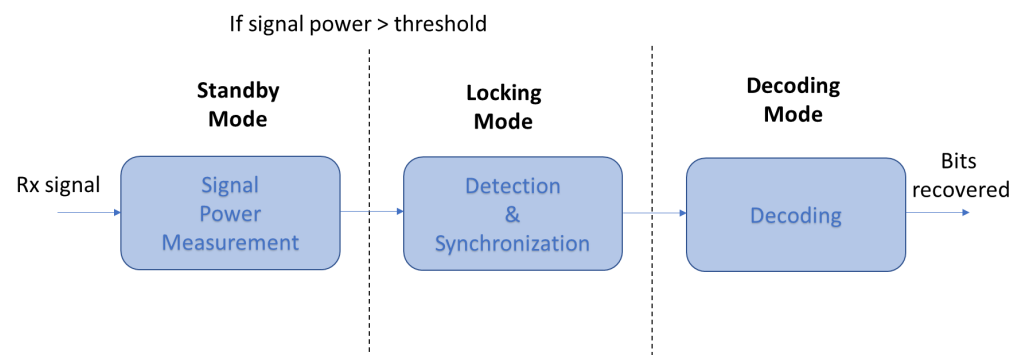 If signal power > threshold
Standby
Mode
Locking
Mode
Decoding
Mode
Rx signal
Signal
Power
Measurement
Detection
&
Synchronization
Decoding
Bits
recovered